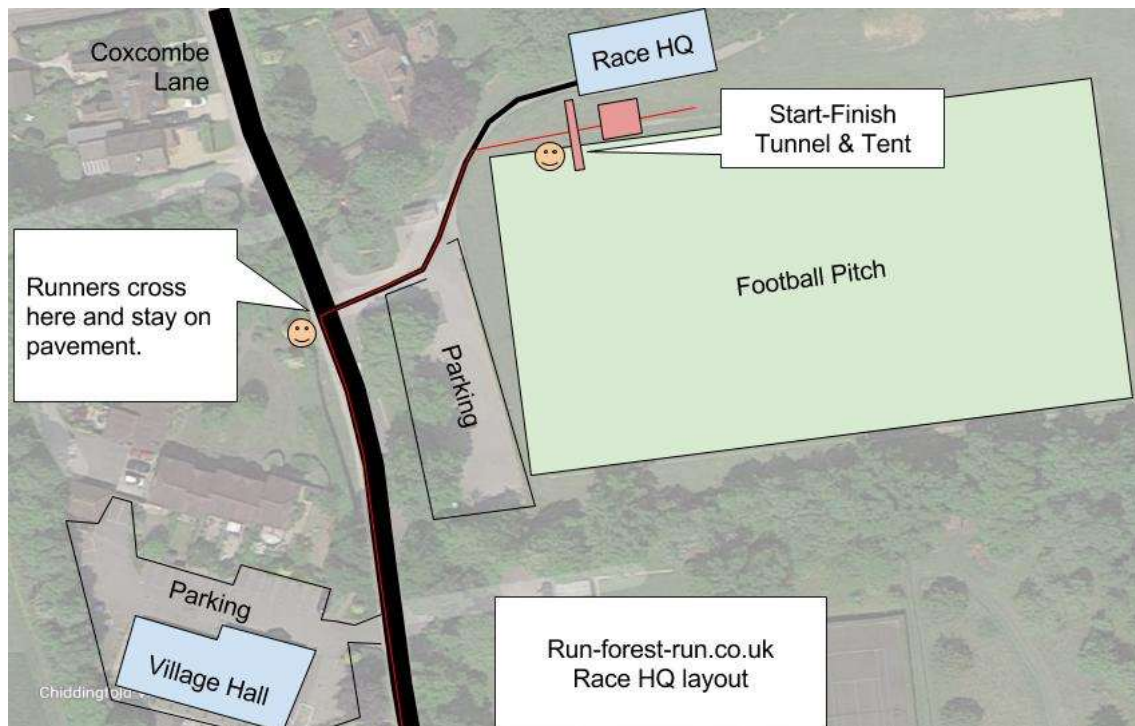 Coxcombe
Lane
Race HQ
Start-Finish
Tunnel & Tent
Runners cross
here and stay on
pavement.
Football Pitch
Parking
Parking
Village Hall
Run-forest-run.co.uk
Race HQ layout
Chiddingfold